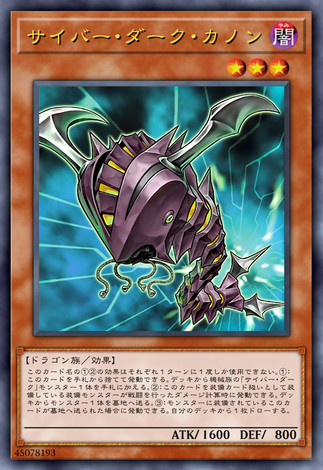 サイバー・ダーク・カノン
やみ
闇
【ドラゴン族/効果】
このカード名の①②の効果はそれぞれ1ターンに1度しか使用できない。①：
このカードを手札から捨てて発動できる。デッキから機械族の「サイバー・ダー
ク」モンスター1体を手札に加える。②：このカードを装備カード扱いとして装
備している装備モンスターが戦闘を行ったダメージ計算時に発動できる。デッ
キからモンスター1体を墓地へ送る。③：モンスターに装備されているこのカー
ドが墓地へ送られた場合に発動できる。自分のデッキから1枚ドローする。
ATK/ 1600 DEF/ 800
45078193